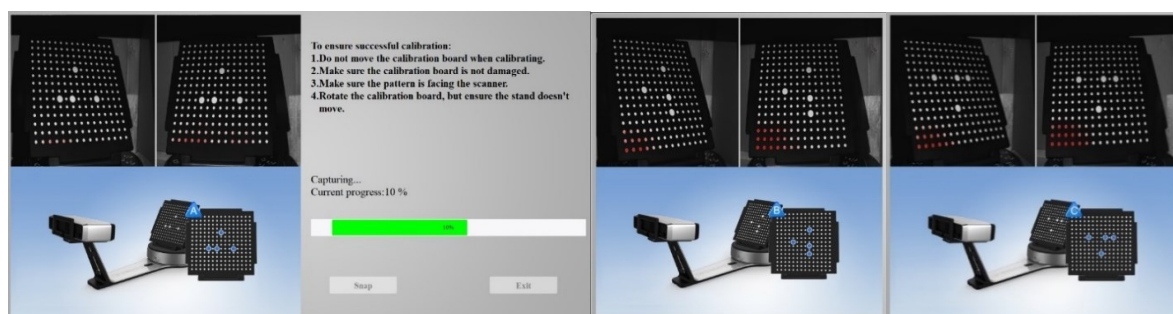 To ensure successful calibration:
1.Do not move the calibration board when calibrating.
2.Make sure the calibration board is not damaged.
3.Make sure the pattern is facing the scanner.
4.Rotate the calibration board, but ensure the stand doesn't
move.
Capturing...
Current progress:10 %
10%
Snap
Exit
A
B
C